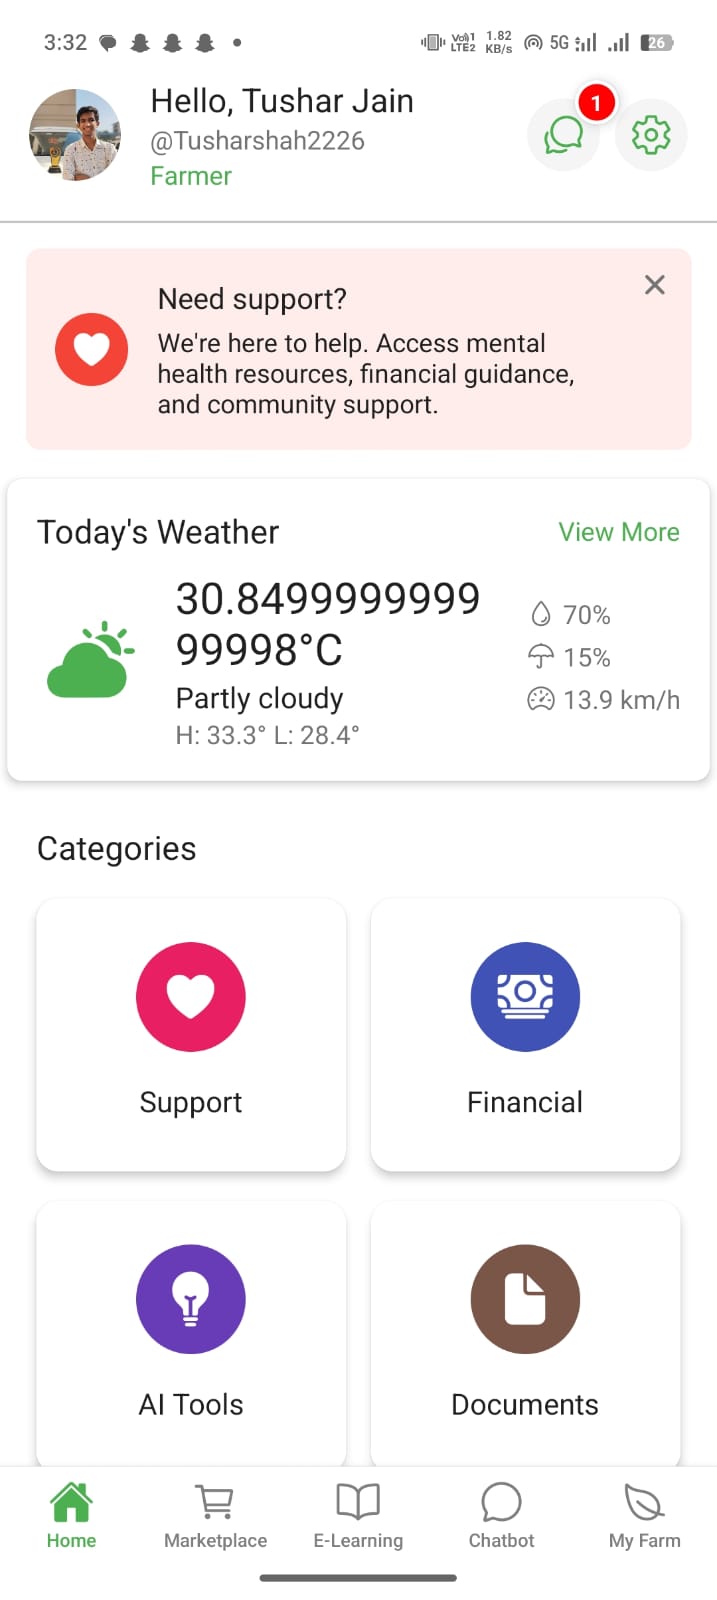 3:32
Vo))1 LTE2
1.82 KB/s
5G
26
Hello, Tushar Jain
@Tusharshah2226
Farmer
1
Need support?
We're here to help. Access mental
health resources, financial guidance,
and community support.
Today's Weather
View More
30.8499999999
99998°C
Partly cloudy
H: 33.3° L: 28.4°
70%
15%
13.9 km/h
Categories
Support
Financial
AI Tools
Documents
Home
Marketplace
E-Learning
Chatbot
My Farm